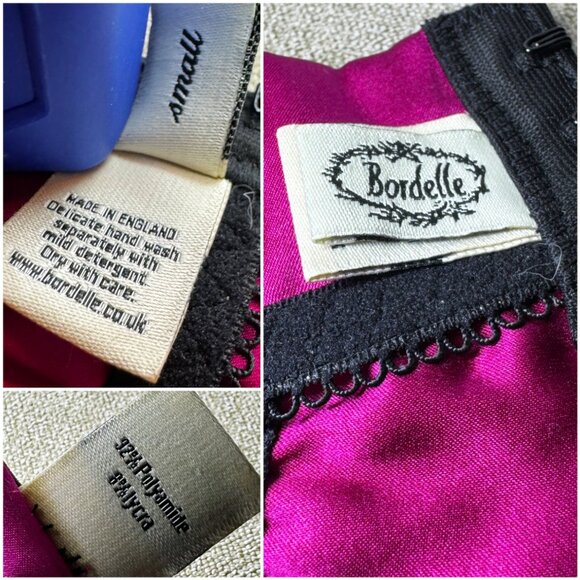 small
MADE IN ENGLAND
Delicate hand wash
separately with
mild detergent.
Dry with care.
www.bordelle.co.uk
Bordelle
92% Polyamide
8% lycra